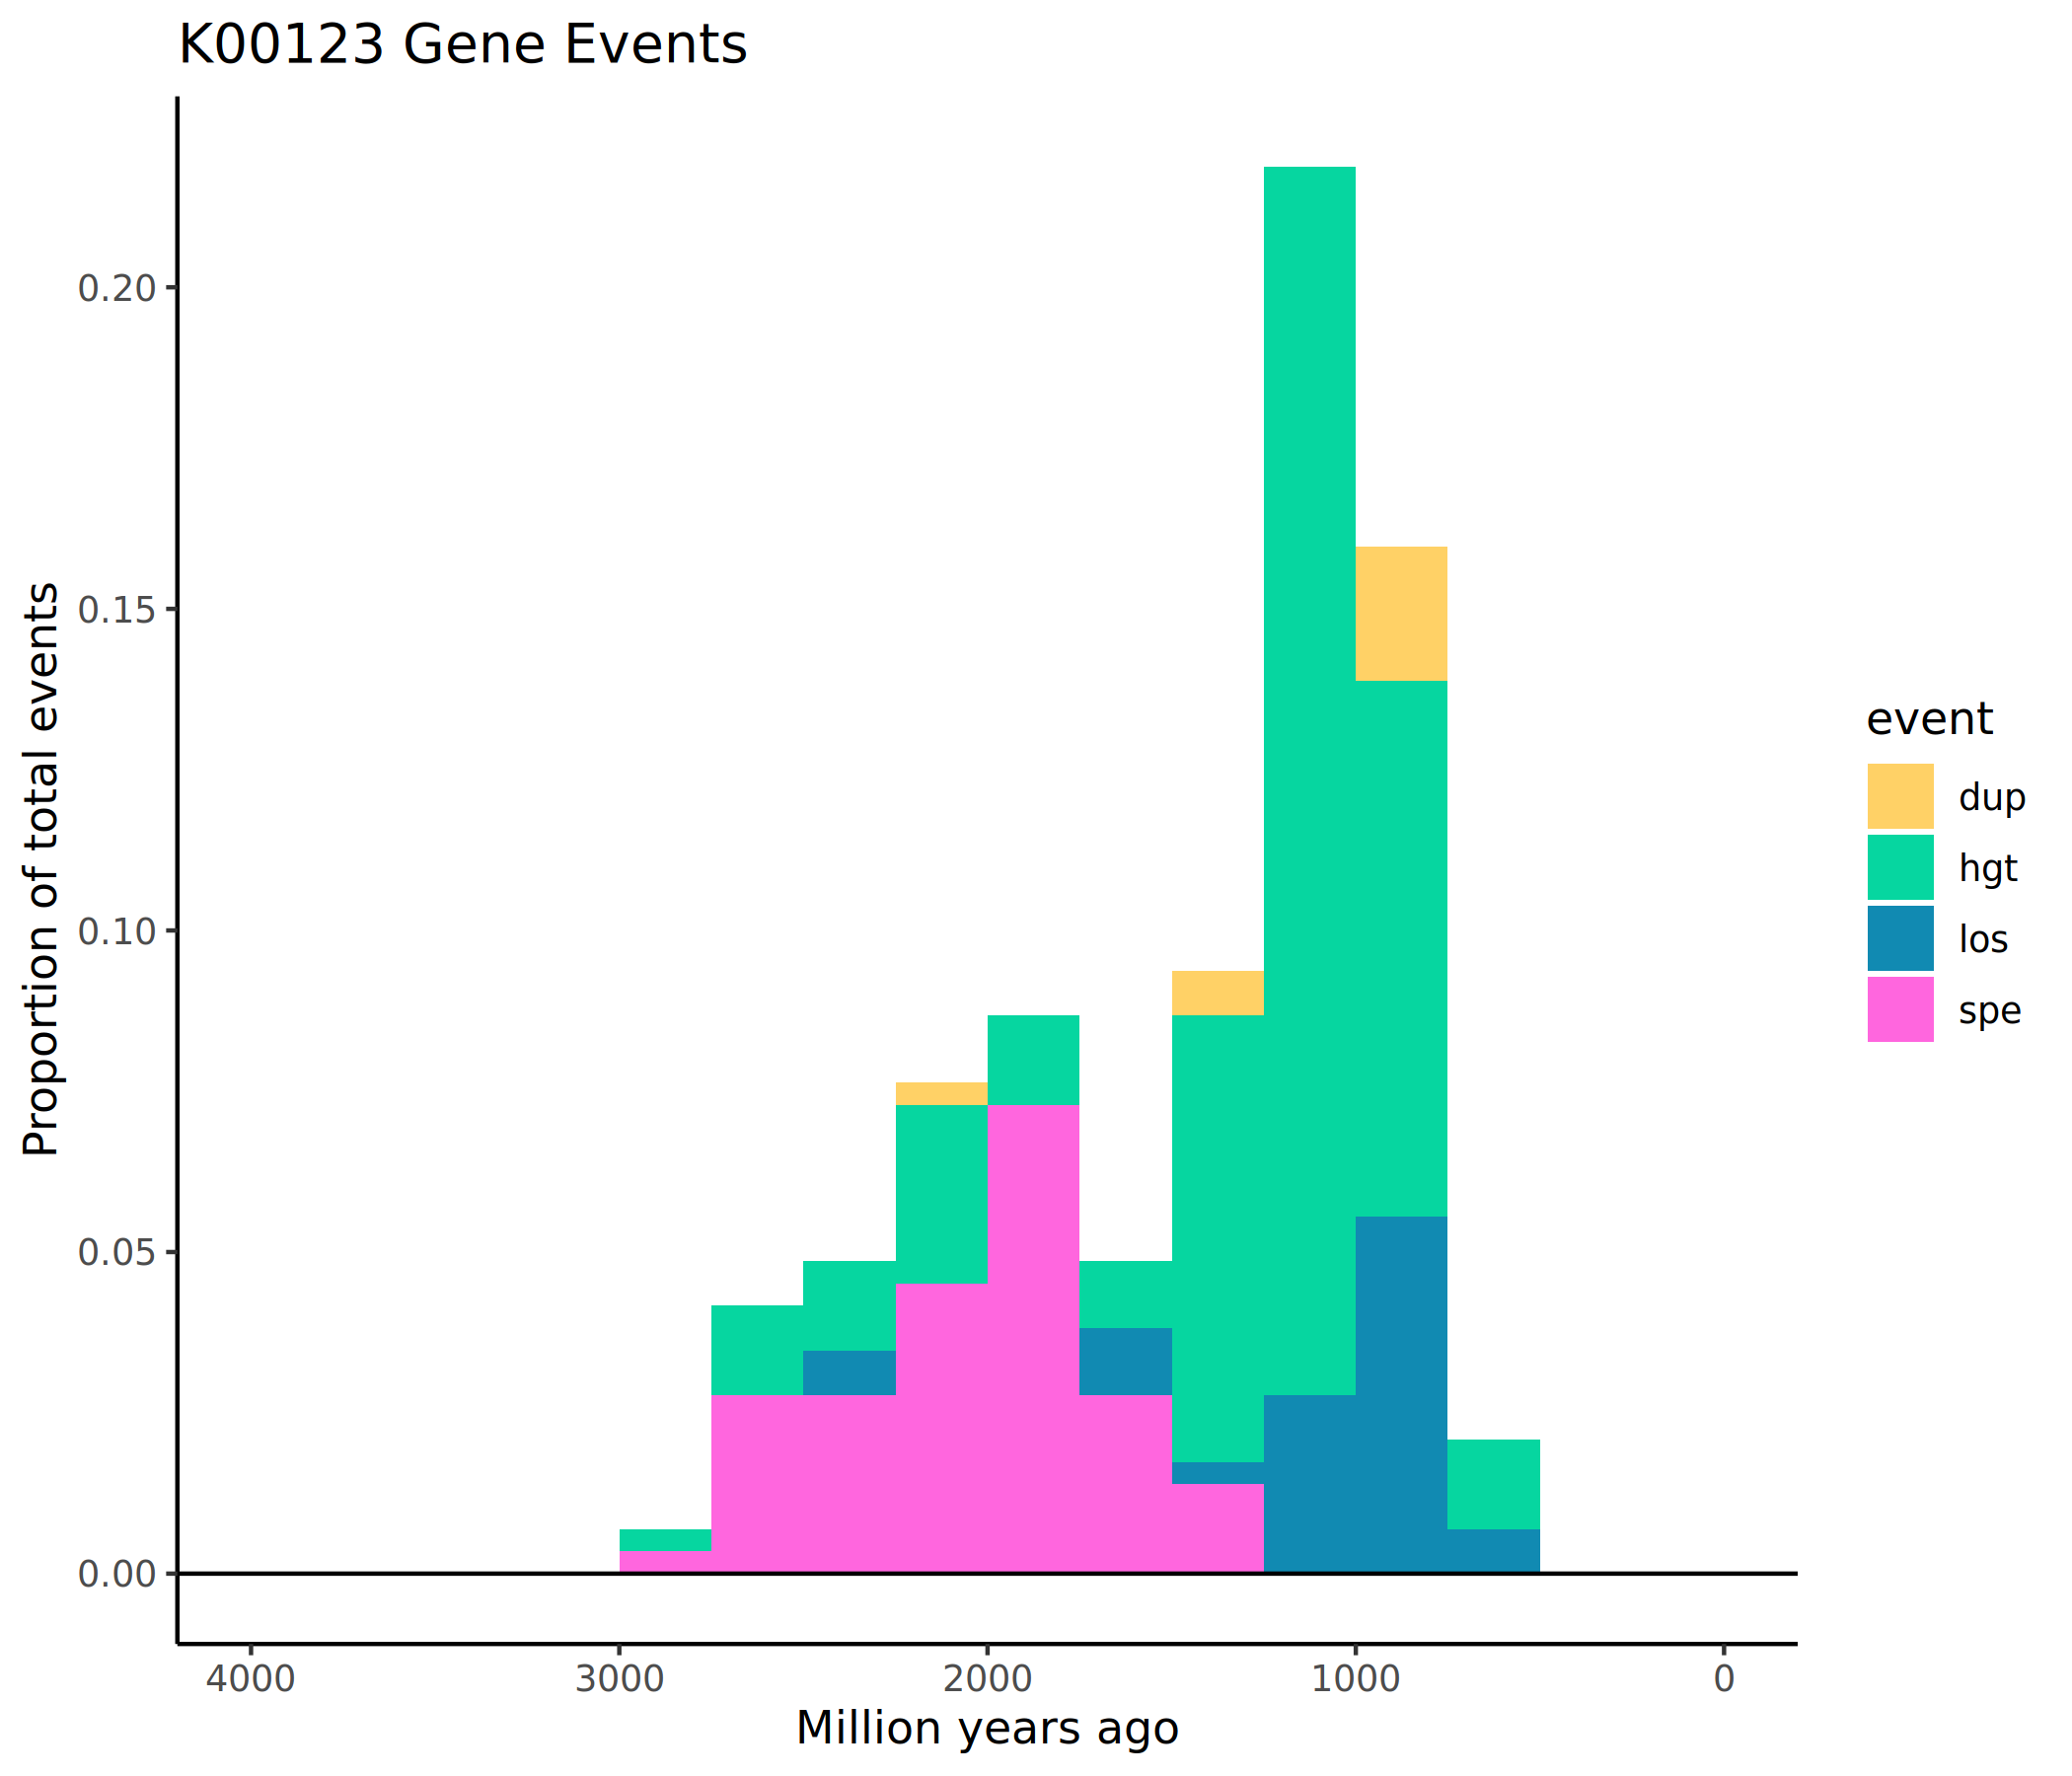 K00123 Gene Events
Proportion of total events
0.20
0.15
0.10
0.05
0.00
4000 3000 2000 1000 0
Million years ago
event
dup
hgt
los
spe